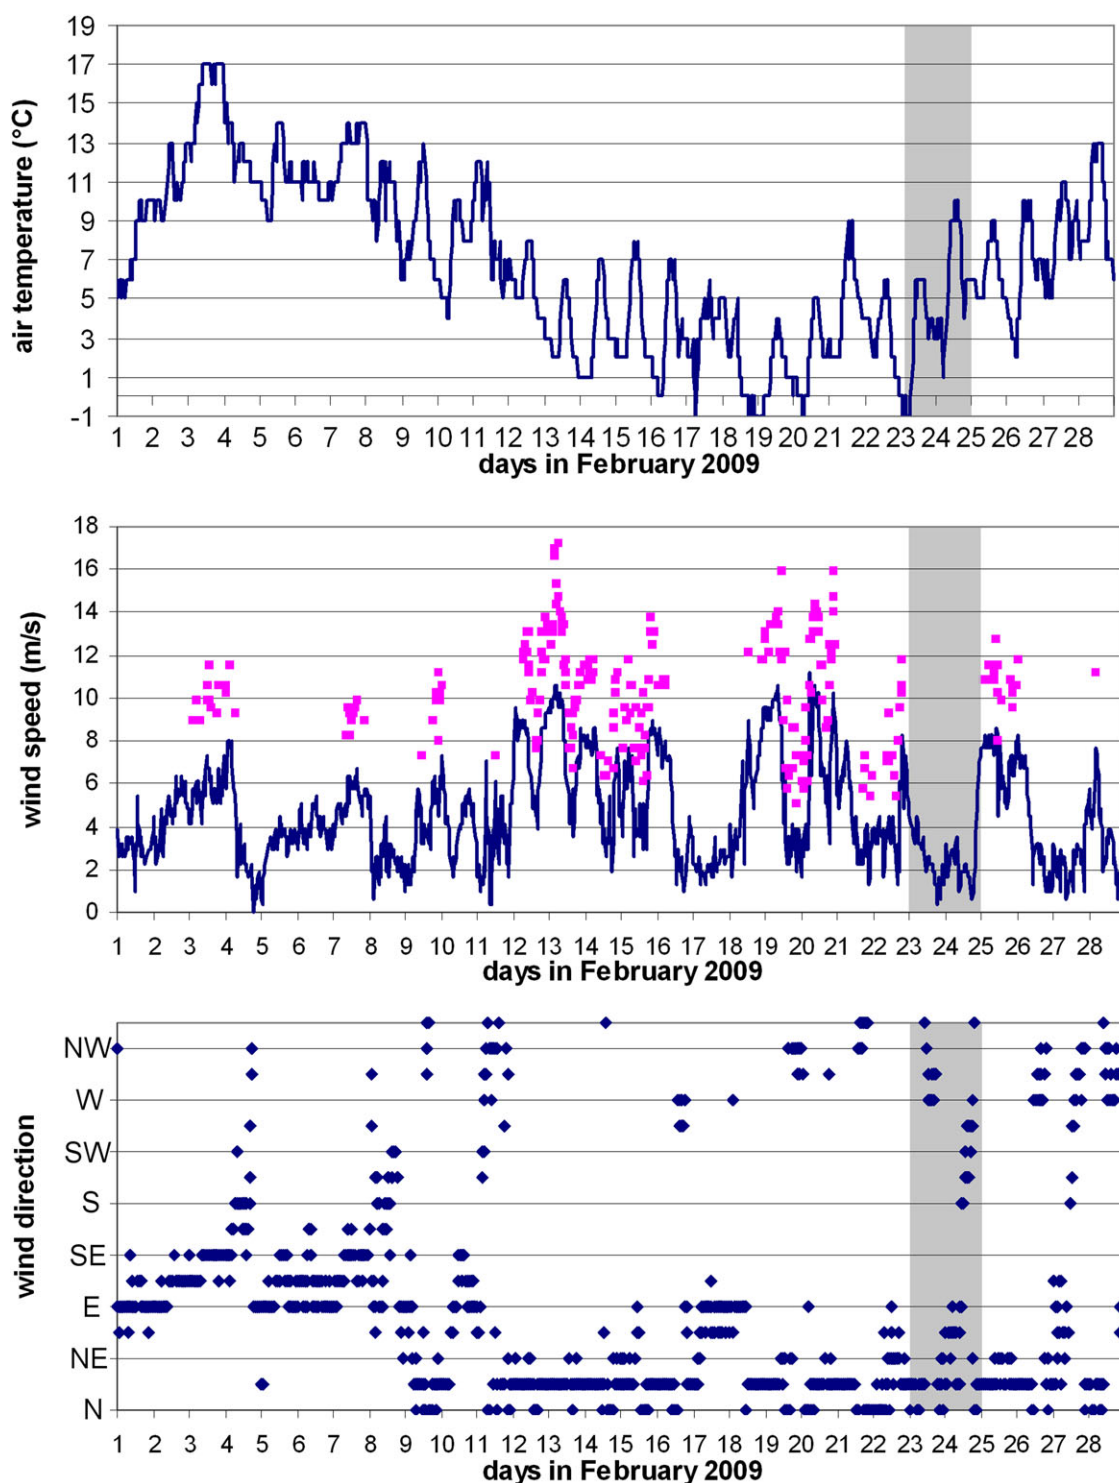 air temperature (°C)
19
17
15
13
11
9
7
5
3
1
-1
1 2 3 4 5 6 7 8 9 10 11 12 13 14 15 16 17 18 19 20 21 22 23 24 25 26 27 28
days in February 2009
wind speed (m/s)
18
16
14
12
10
8
6
4
2
0
1 2 3 4 5 6 7 8 9 10 11 12 13 14 15 16 17 18 19 20 21 22 23 24 25 26 27 28
days in February 2009
wind direction
NW
W
SW
S
SE
E
NE
N
1 2 3 4 5 6 7 8 9 10 11 12 13 14 15 16 17 18 19 20 21 22 23 24 25 26 27 28
days in February 2009